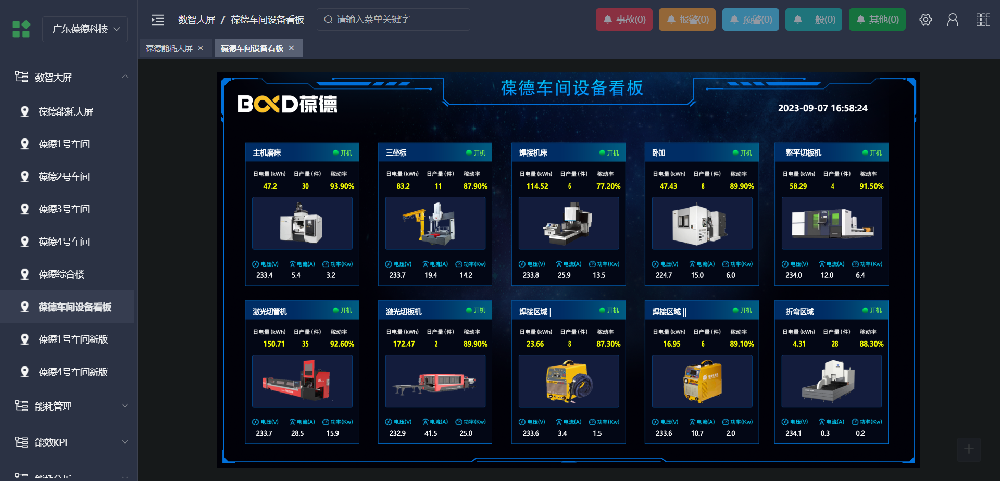 广东葆德科技
数智大屏 / 葆德车间设备看板
请输入菜单关键字
事故(0)
报警(0)
预警(0)
一般(0)
其他(0)
葆德能耗大屏 ×
葆德车间设备看板 ×
数智大屏
葆德能耗大屏
葆德1号车间
葆德2号车间
葆德3号车间
葆德4号车间
葆德综合楼
葆德车间设备看板
葆德1号车间新版
葆德4号车间新版
能耗管理
能效KPI
能耗分析
葆德车间设备看板
BOD葆德
2023-09-07 16:58:24
主机磨床 开机
日电量(kWh) 日产量(件) 稼动率
47.2 30 93.90%
电压(V) 电流(A) 功率(Kw)
233.4 5.4 3.2
三坐标 开机
日电量(kWh) 日产量(件) 稼动率
83.2 11 87.90%
电压(V) 电流(A) 功率(Kw)
233.7 19.4 14.2
焊接机床 开机
日电量(kWh) 日产量(件) 稼动率
114.52 6 77.20%
电压(V) 电流(A) 功率(Kw)
233.8 25.9 13.5
卧加 开机
日电量(kWh) 日产量(件) 稼动率
47.43 8 89.90%
电压(V) 电流(A) 功率(Kw)
224.7 15.0 6.0
整平切板机 开机
日电量(kWh) 日产量(件) 稼动率
58.29 4 91.50%
电压(V) 电流(A) 功率(Kw)
234.0 12.0 6.4
激光切管机 开机
日电量(kWh) 日产量(件) 稼动率
150.71 35 92.60%
电压(V) 电流(A) 功率(Kw)
233.7 28.5 15.9
激光切板机 开机
日电量(kWh) 日产量(件) 稼动率
172.47 2 89.90%
电压(V) 电流(A) 功率(Kw)
232.9 41.5 25.0
焊接区域 | 开机
日电量(kWh) 日产量(件) 稼动率
23.66 8 87.30%
电压(V) 电流(A) 功率(Kw)
233.6 3.4 1.5
焊接区域 || 开机
日电量(kWh) 日产量(件) 稼动率
16.95 6 89.10%
电压(V) 电流(A) 功率(Kw)
233.6 10.7 2.0
折弯区域 开机
日电量(kWh) 日产量(件) 稼动率
4.31 28 88.30%
电压(V) 电流(A) 功率(Kw)
234.1 0.3 0.2